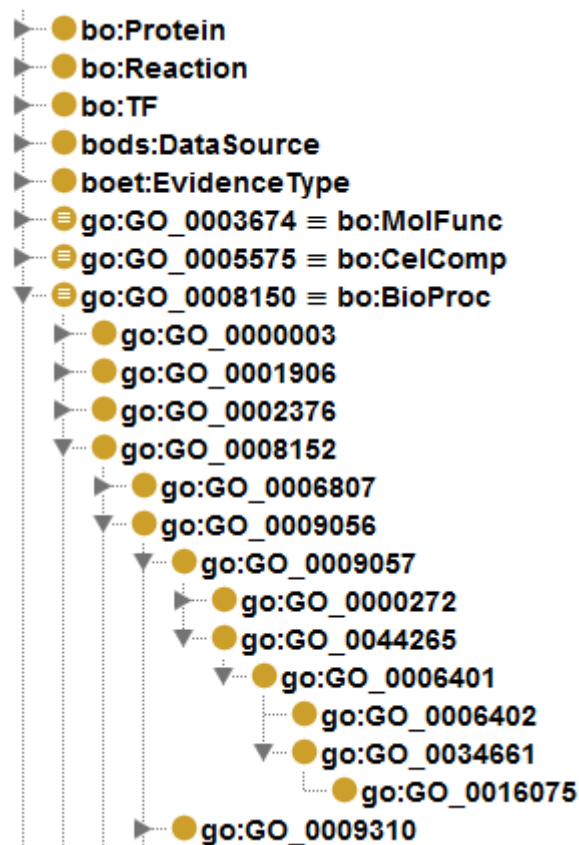 bo:Protein
bo:Reaction
bo:TF
bods:DataSource
boet:EvidenceType
go:GO_0003674 ≡ bo:MolFunc
go:GO_0005575 ≡ bo:CelComp
go:GO_0008150 ≡ bo:BioProc
go:GO_0000003
go:GO_0001906
go:GO_0002376
go:GO_0008152
go:GO_0006807
go:GO_0009056
go:GO_0009057
go:GO_0000272
go:GO_0044265
go:GO_0006401
go:GO_0006402
go:GO_0034661
go:GO_0016075
go:GO_0009310